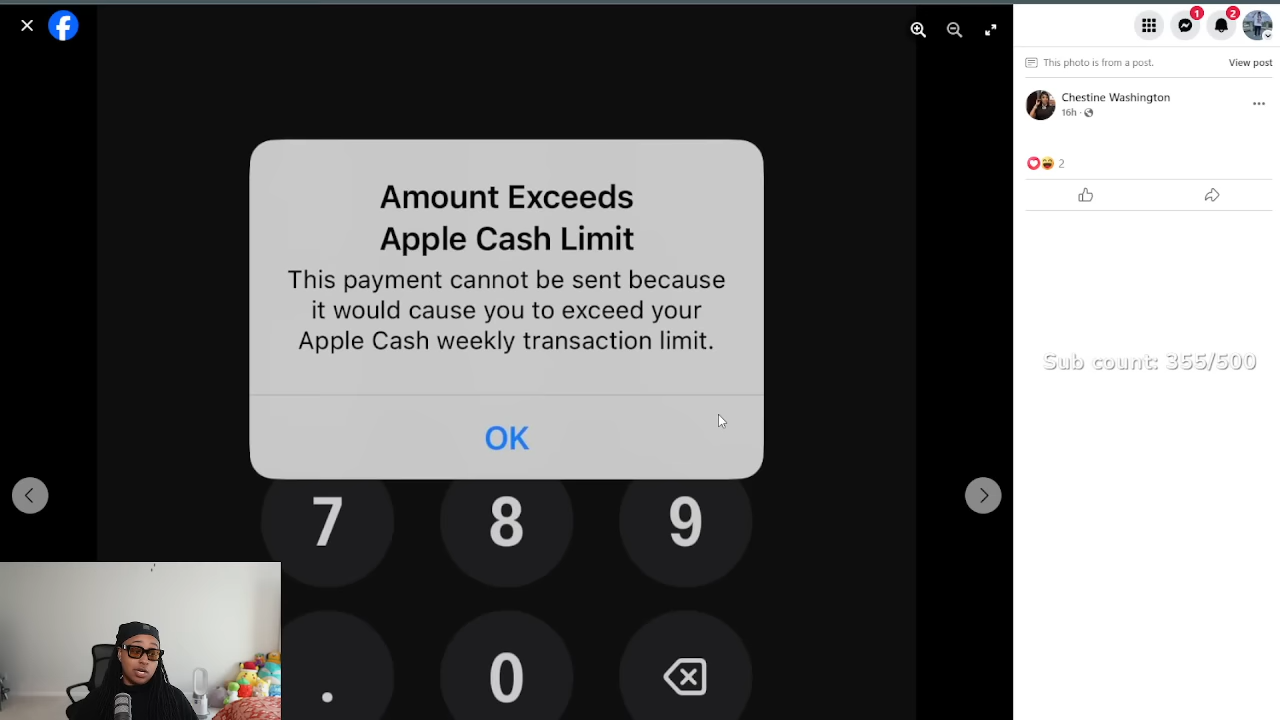 1
2
This photo is from a post.
View post
Chestine Washington
16h ·
2
Amount Exceeds
Apple Cash Limit
This payment cannot be sent because
it would cause you to exceed your
Apple Cash weekly transaction limit.
OK
7 8 9
. 0
Sub count: 355/500